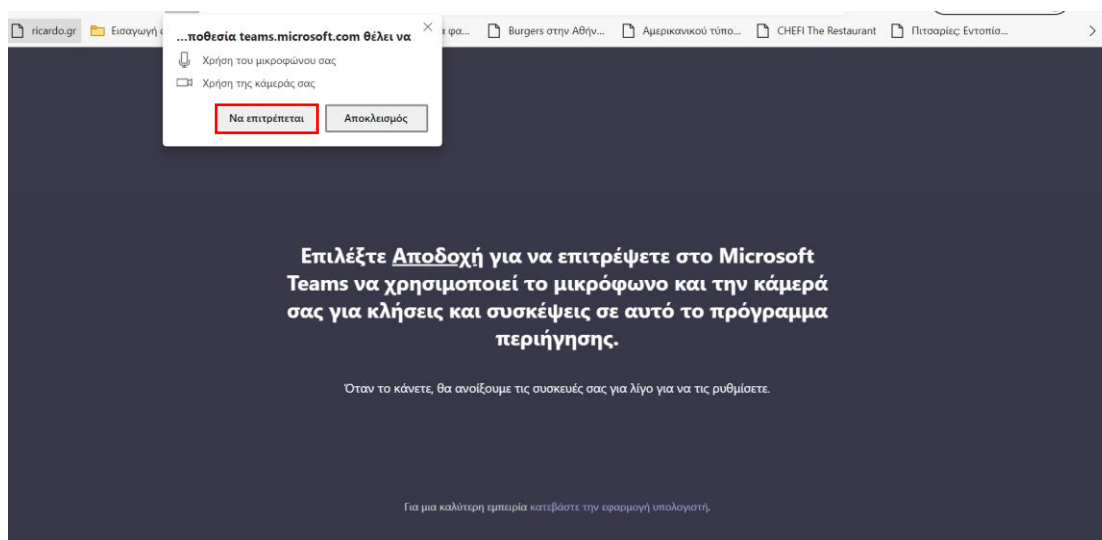 ricardo.gr Εισαγωγή φα... Burgers στην Αθήν... Αμερικανικού τύπο... CHEFI The Restaurant Πιτσαρίες: Εντοπίσ...
...ποθεσία teams.microsoft.com θέλει να
Χρήση του μικροφώνου σας
Χρήση της κάμεράς σας
Να επιτρέπεται Αποκλεισμός
Επιλέξτε Αποδοχή για να επιτρέψετε στο Microsoft
Teams να χρησιμοποιεί το μικρόφωνο και την κάμερά
σας για κλήσεις και συσκέψεις σε αυτό το πρόγραμμα
περιήγησης.
Όταν το κάνετε, θα ανοίξουμε τις συσκευές σας για λίγο για να τις ρυθμίσετε.
Για μια καλύτερη εμπειρία κατεβάστε την εφαρμογή υπολογιστή.